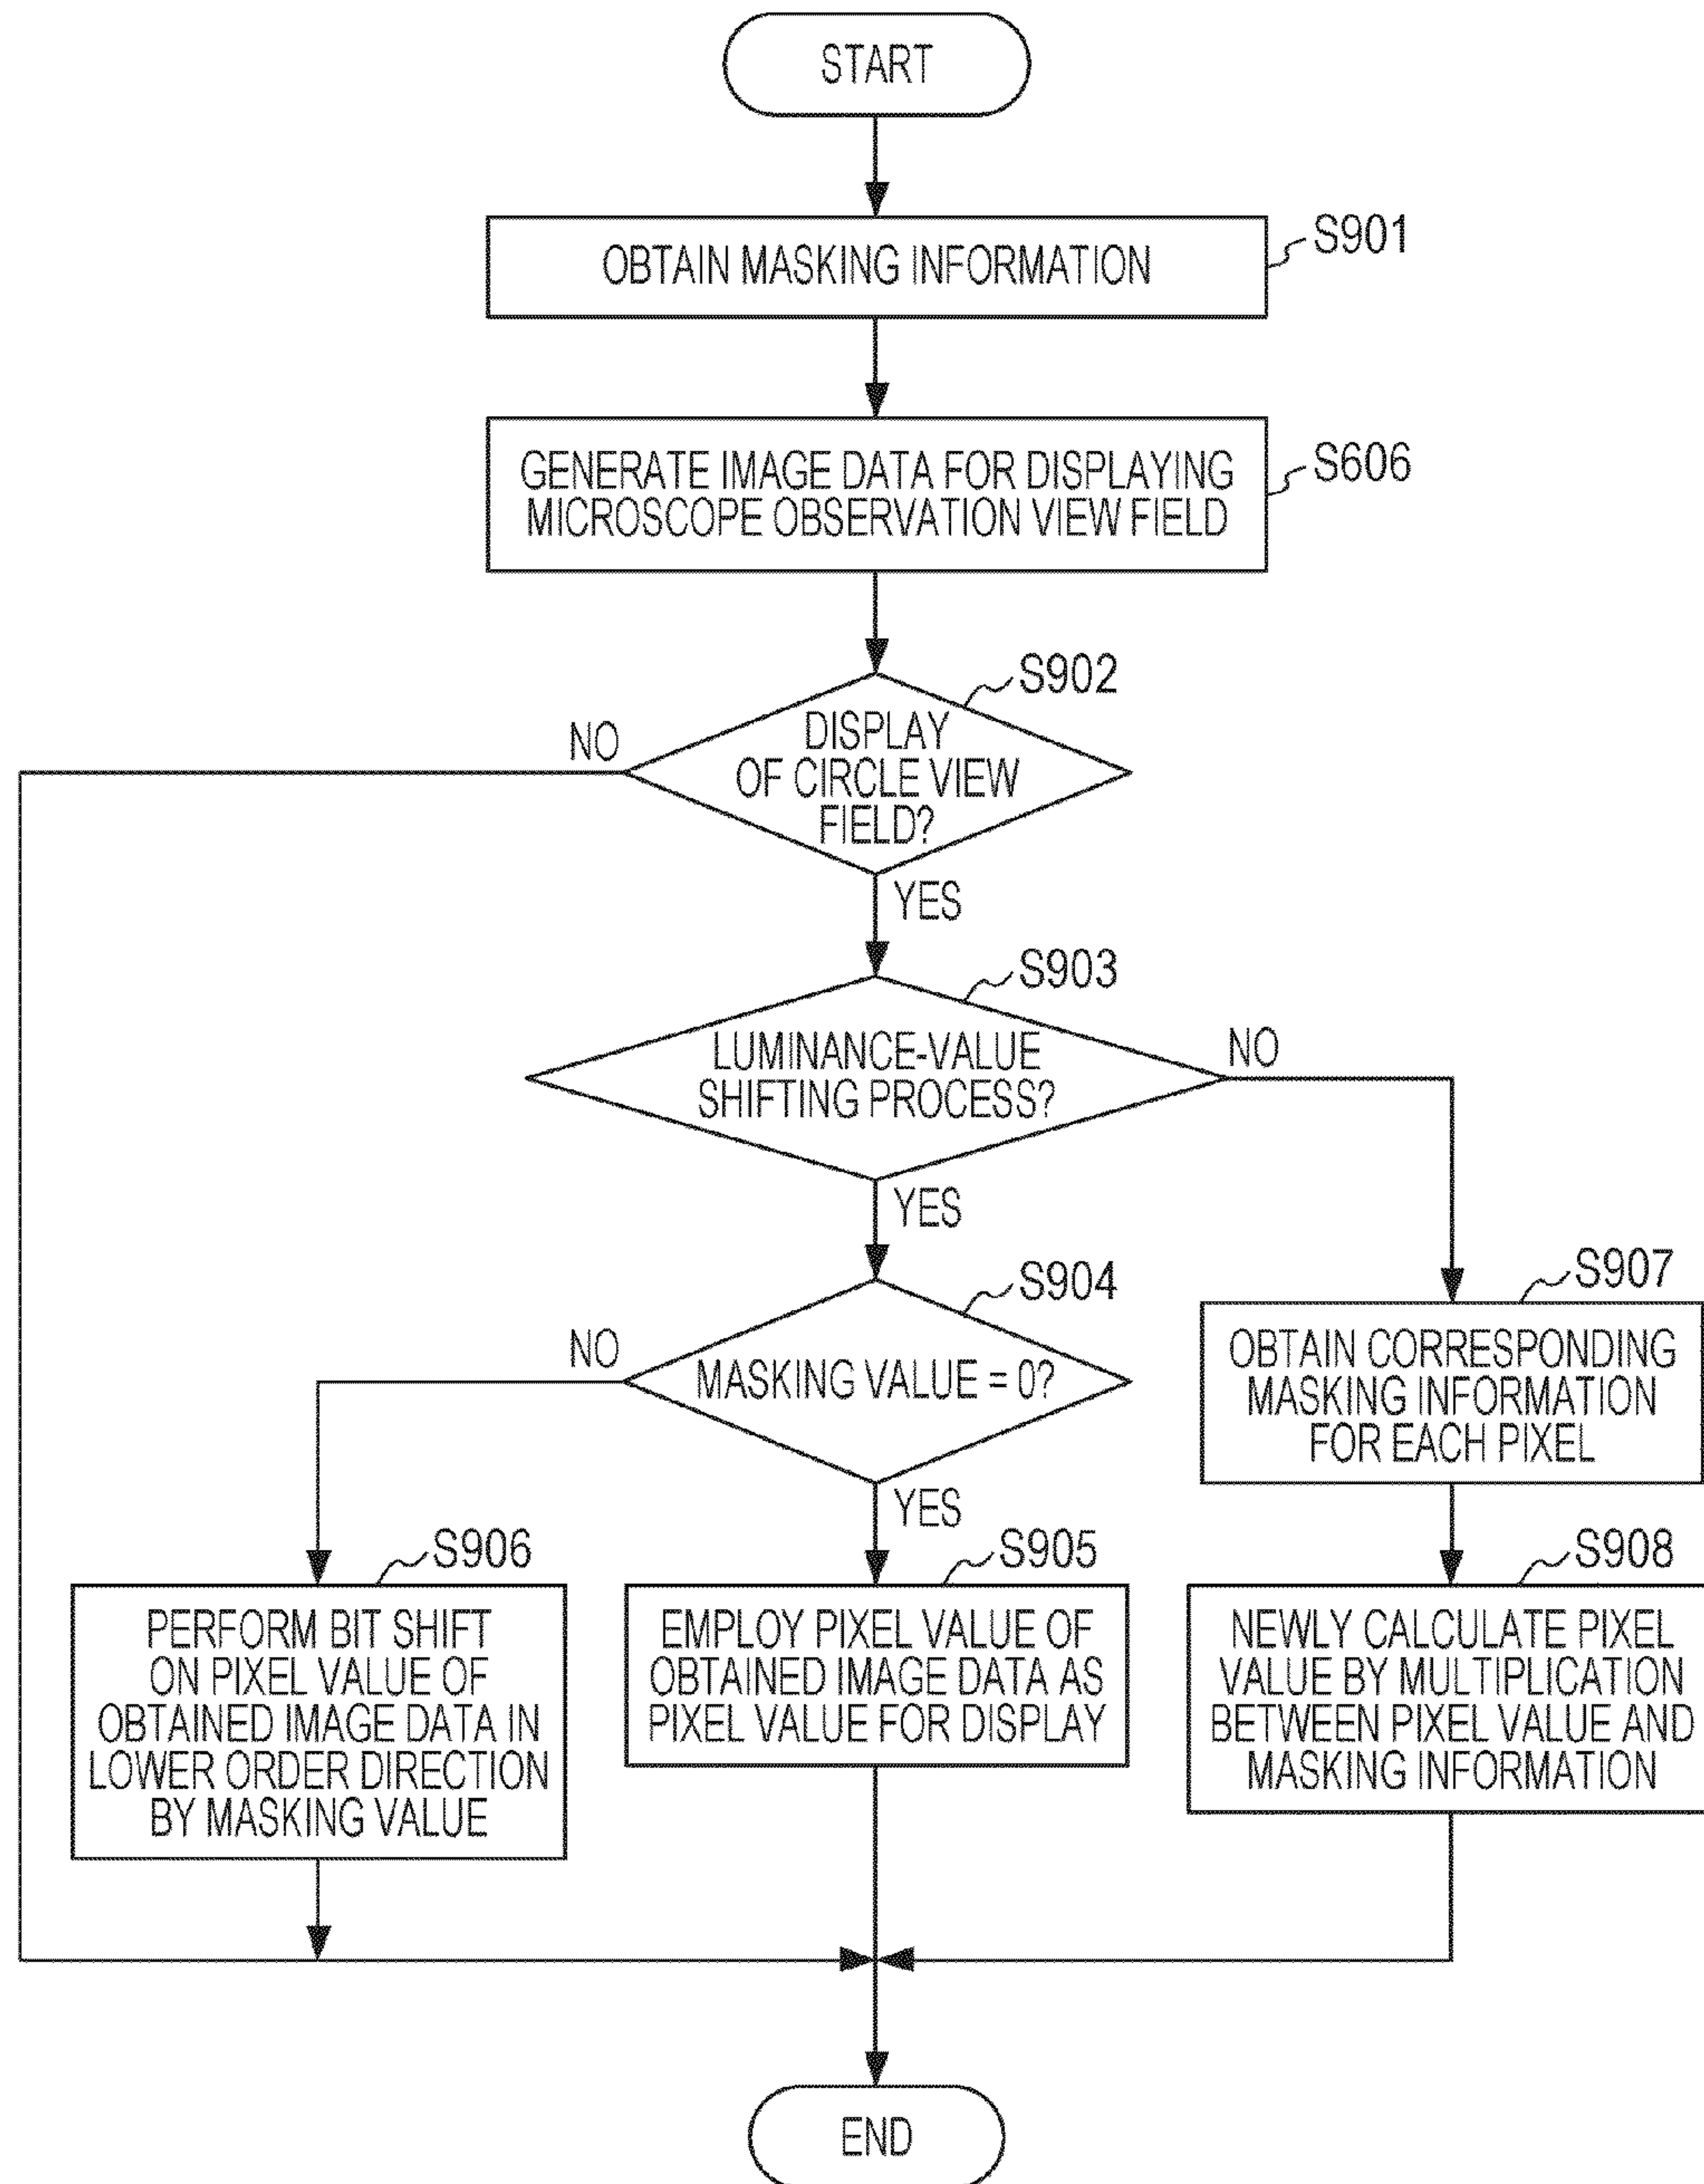 START
OBTAIN MASKING INFORMATION
S901
GENERATE IMAGE DATA FOR DISPLAYING
MICROSCOPE OBSERVATION VIEW FIELD
S606
S902
DISPLAY
OF CIRCLE VIEW
FIELD?
NO
YES
S903
LUMINANCE-VALUE
SHIFTING PROCESS?
NO
YES
S904
MASKING VALUE = 0?
NO
YES
S907
OBTAIN CORRESPONDING
MASKING INFORMATION
FOR EACH PIXEL
S906
PERFORM BIT SHIFT
ON PIXEL VALUE OF
OBTAINED IMAGE DATA IN
LOWER ORDER DIRECTION
BY MASKING VALUE
S905
EMPLOY PIXEL VALUE OF
OBTAINED IMAGE DATA AS
PIXEL VALUE FOR DISPLAY
S908
NEWLY CALCULATE PIXEL
VALUE BY MULTIPLICATION
BETWEEN PIXEL VALUE AND
MASKING INFORMATION
END